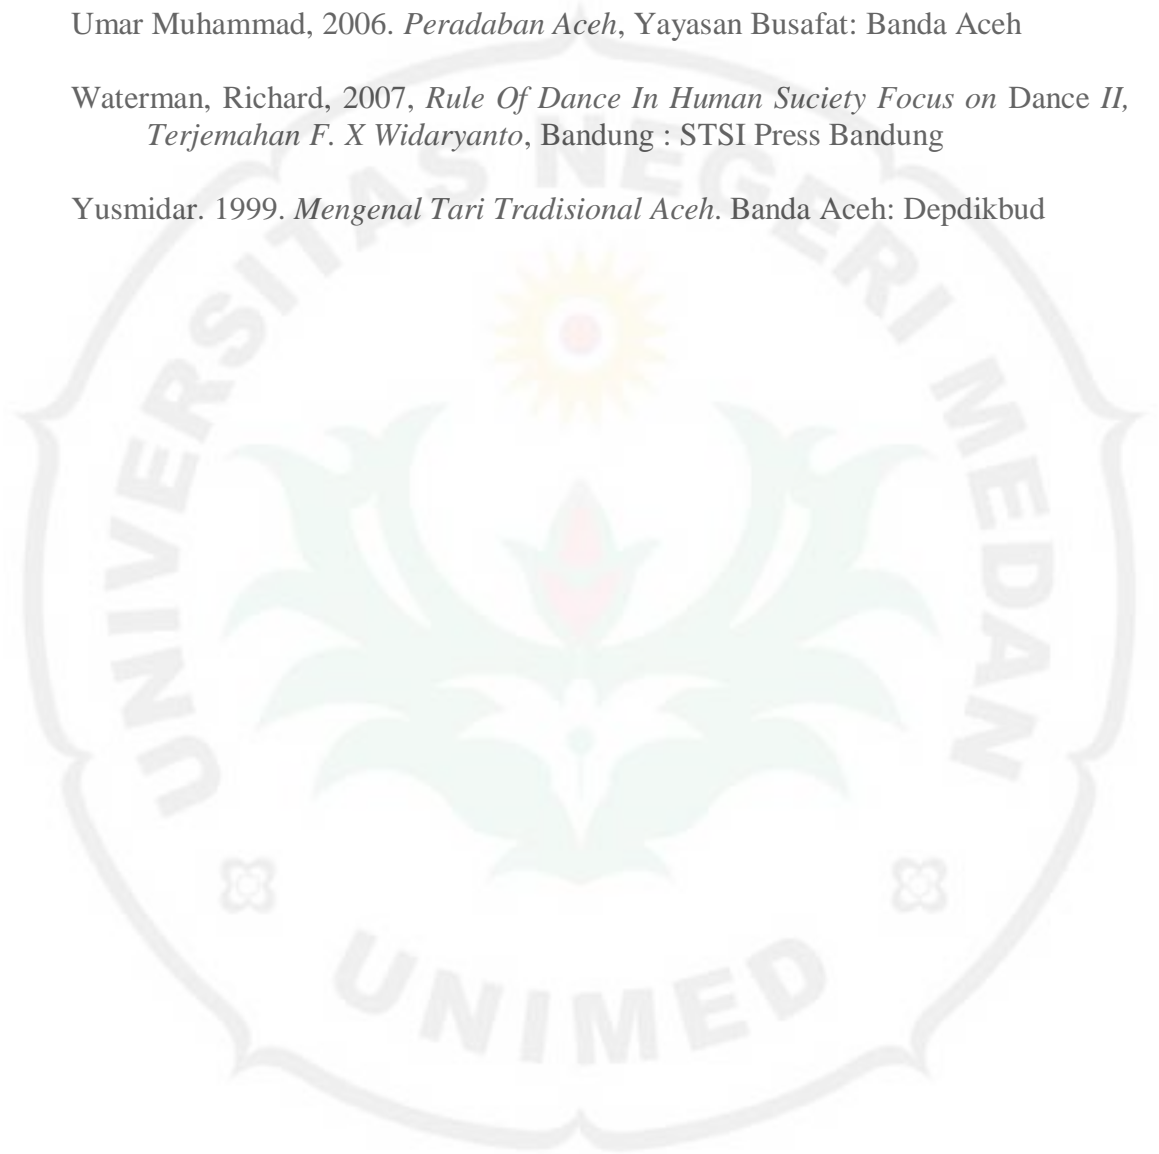 Umar Muhammad, 2006. Peradaban Aceh, Yayasan Busafat: Banda Aceh
Waterman, Richard, 2007, Rule Of Dance In Human Suciety Focus on Dance II,
Terjemahan F. X Widaryanto, Bandung : STSI Press Bandung
Yusmidar. 1999. Mengenal Tari Tradisional Aceh. Banda Aceh: Depdikbud
UNIVERSITAS NEGERI MEDAN
UNIMED